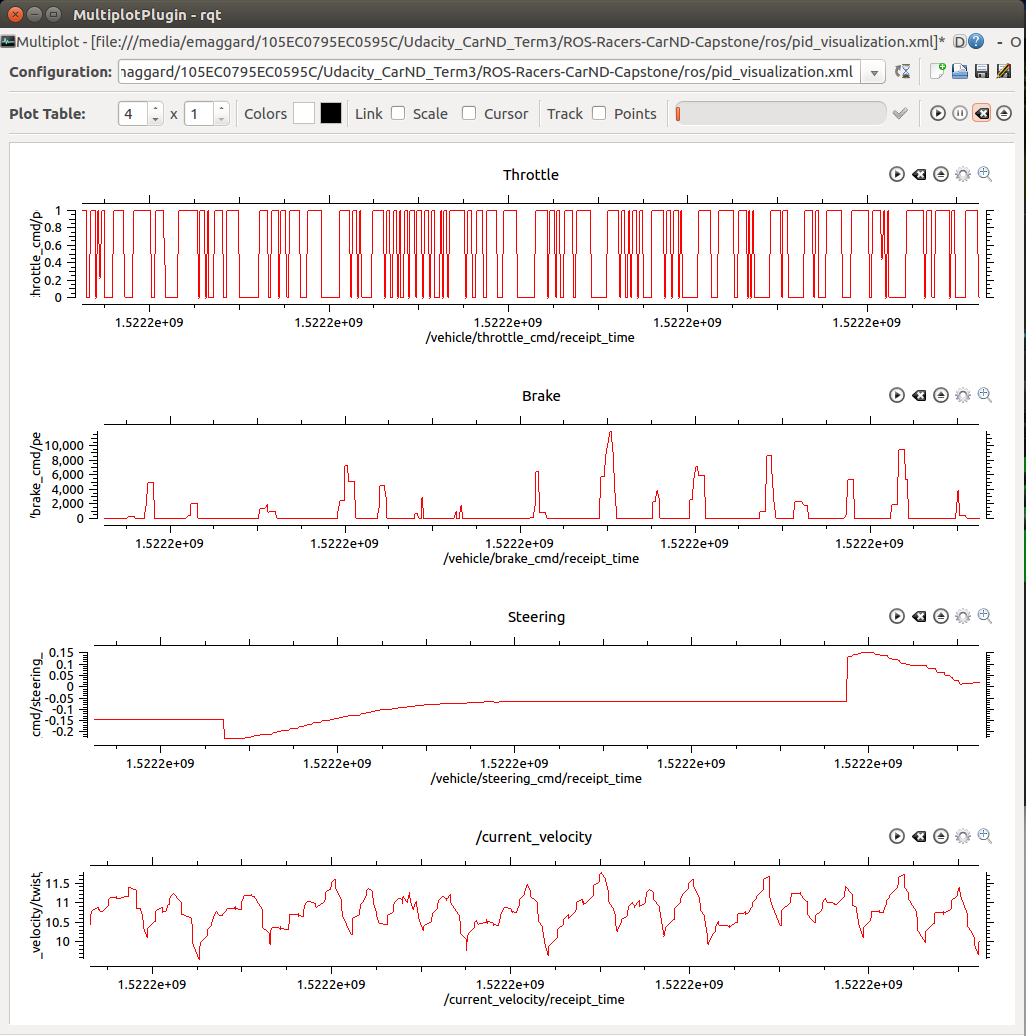 MultiplotPlugin - rqt
Multiplot - [file:///media/emaggard/105EC0795EC0595C/Udacity_CarND_Term3/ROS-Racers-CarND-Capstone/ros/pid_visualization.xml]* D ? - O
Configuration: haggard/105EC0795EC0595C/Udacity_CarND_Term3/ROS-Racers-CarND-Capstone/ros/pid_visualization.xml
Plot Table: 4 x 1 Colors Link Scale Cursor Track Points
Throttle
hrottle_cmd/p
1
0.8
0.6
0.4
0.2
0
1.5222e+09 1.5222e+09 1.5222e+09 1.5222e+09 1.5222e+09
/vehicle/throttle_cmd/receipt_time
Brake
/brake_cmd/pe
10,000
8,000
6,000
4,000
2,000
0
1.5222e+09 1.5222e+09 1.5222e+09 1.5222e+09 1.5222e+09
/vehicle/brake_cmd/receipt_time
Steering
cmd/steering_
0.15
0.1
0.05
0
-0.05
-0.1
-0.15
-0.2
1.5222e+09 1.5222e+09 1.5222e+09 1.5222e+09 1.5222e+09
/vehicle/steering_cmd/receipt_time
/current_velocity
_velocity/twist,
11.5
11
10.5
10
1.5222e+09 1.5222e+09 1.5222e+09 1.5222e+09 1.5222e+09
/current_velocity/receipt_time